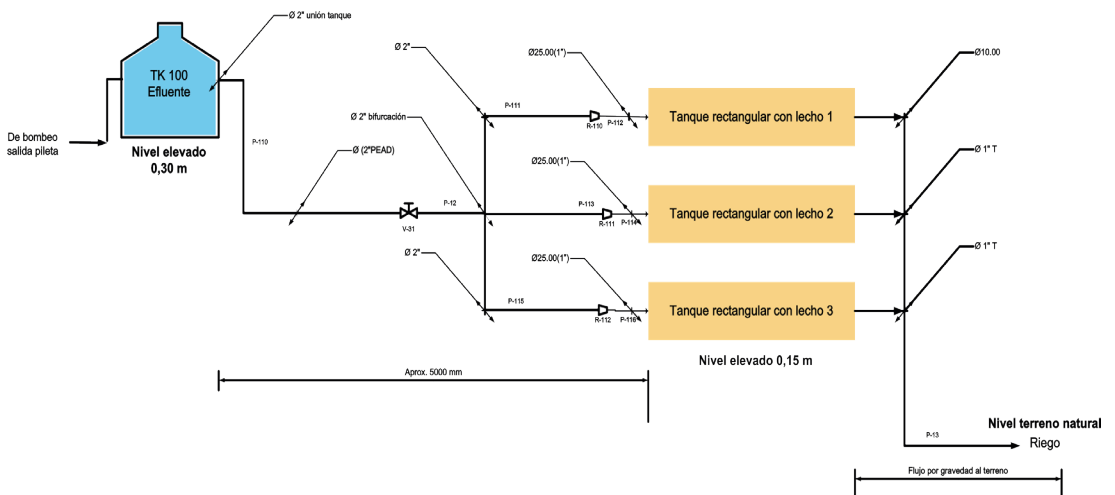 Ø 2" unión tanque
TK 100
Efluente
De bombeo
salida pileta
Nivel elevado
0,30 m
P-110
Ø (2"PEAD)
V-31
P-12
Ø 2"
Ø 2" bifurcación
Ø 2"
P-111
R-110
P-112
Ø25.00(1")
Tanque rectangular con lecho 1
Ø10.00
P-113
R-111
P-114
Ø25.00(1")
Tanque rectangular con lecho 2
Ø 1" T
P-115
R-112
P-116
Ø25.00(1")
Tanque rectangular con lecho 3
Ø 1" T
Nivel elevado 0,15 m
Aprox. 5000 mm
P-13
Nivel terreno natural
Riego
Flujo por gravedad al terreno